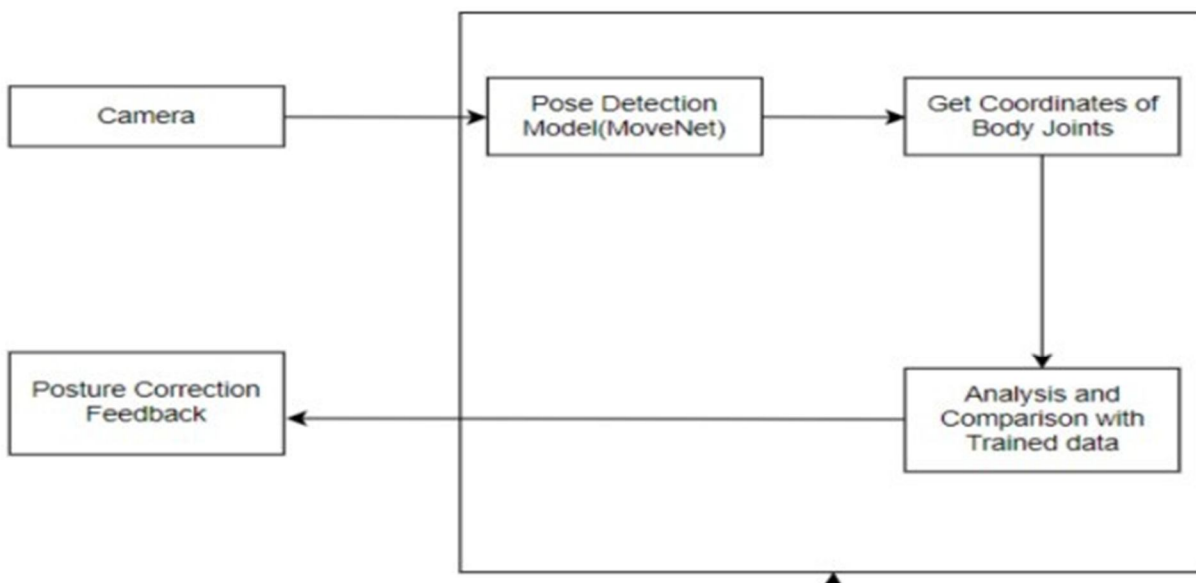 Camera
Pose Detection
Model(MoveNet)
Get Coordinates of
Body Joints
Analysis and
Comparison with
Trained data
Posture Correction
Feedback